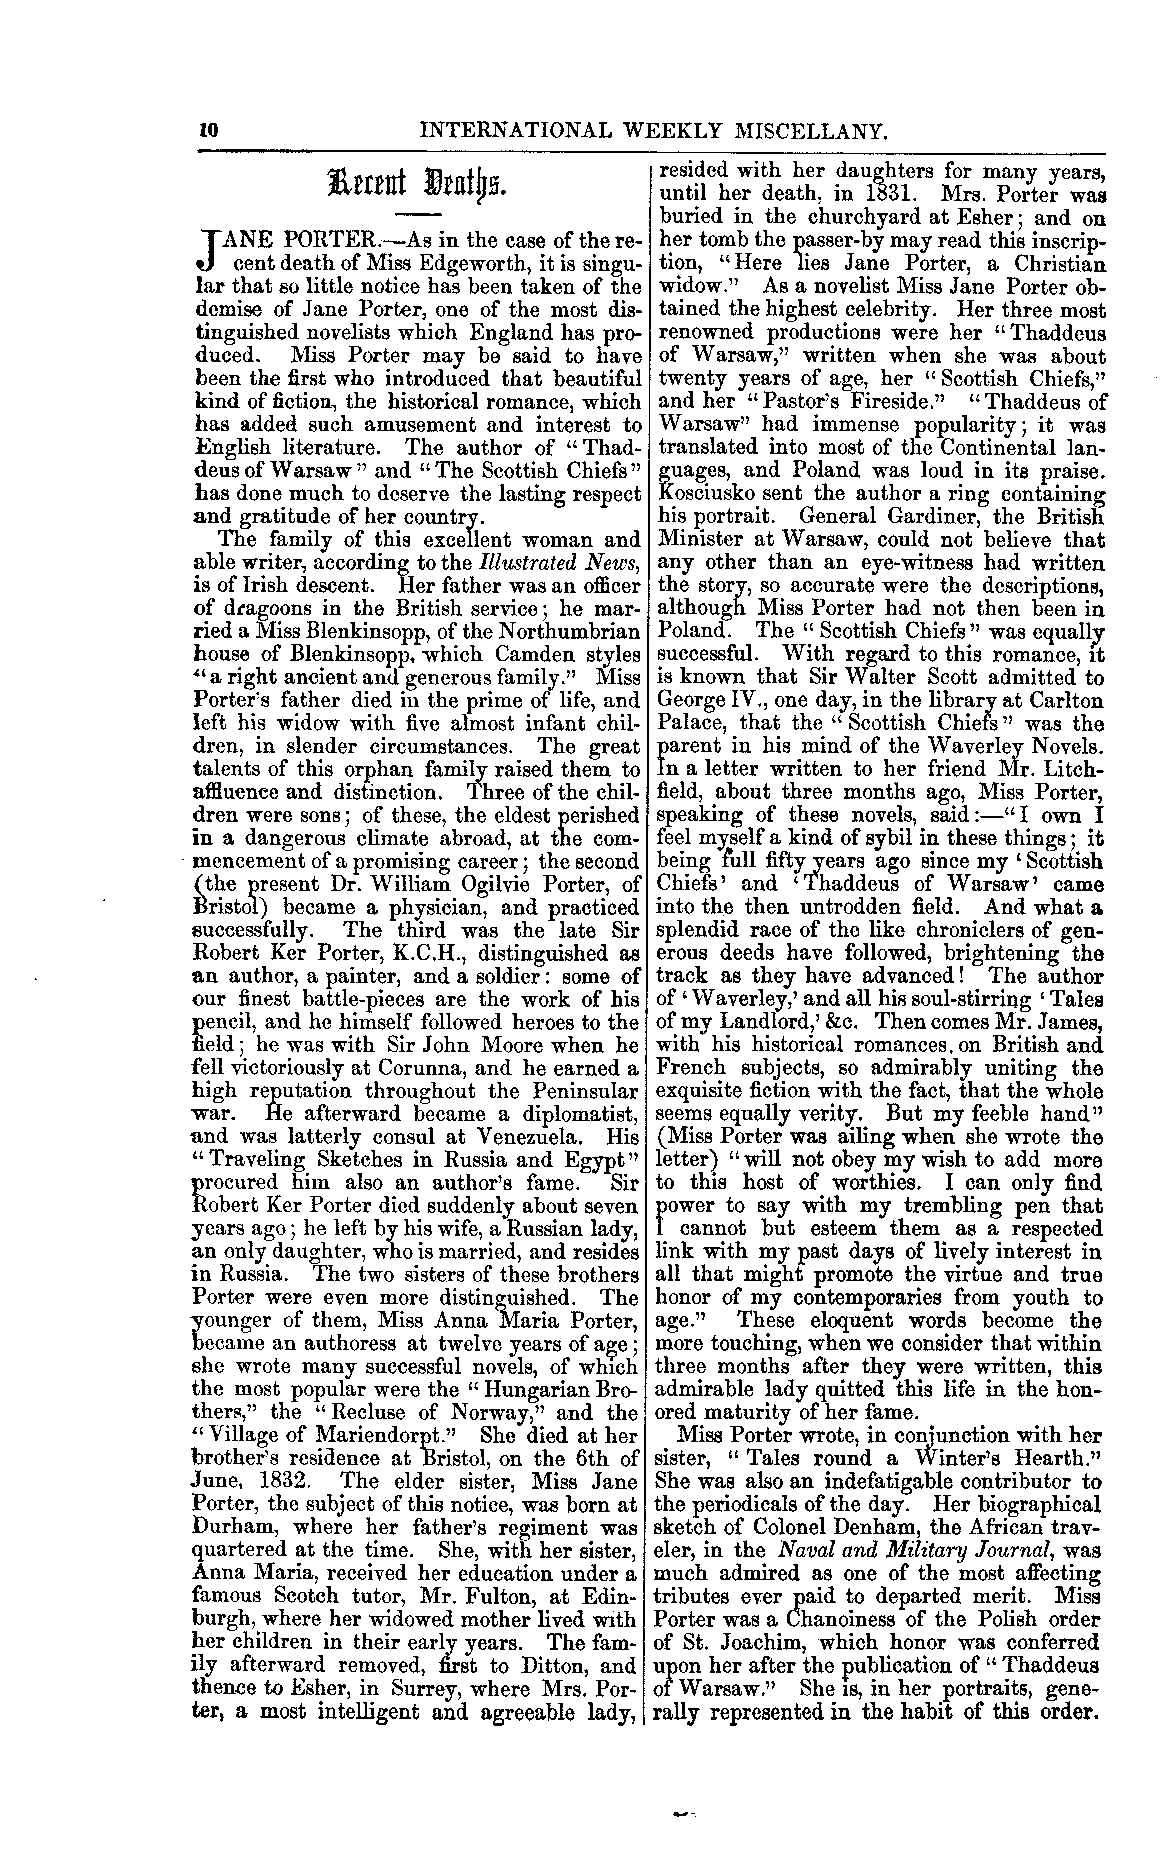 10 INTERNATIONAL WEEKLY MISCELLANY.
Recent Deaths.
JANE PORTER.—As in the case of the re-
cent death of Miss Edgeworth, it is singu-
lar that so little notice has been taken of the
demise of Jane Porter, one of the most dis-
tinguished novelists which England has pro-
duced. Miss Porter may be said to have
been the first who introduced that beautiful
kind of fiction, the historical romance, which
has added such amusement and interest to
English literature. The author of "Thad-
deus of Warsaw" and "The Scottish Chiefs"
has done much to deserve the lasting respect
and gratitude of her country.
The family of this excellent woman and
able writer, according to the Illustrated News,
is of Irish descent. Her father was an officer
of dragoons in the British service; he mar-
ried a Miss Blenkinsopp, of the Northumbrian
house of Blenkinsopp, which Camden styles
"a right ancient and generous family." Miss
Porter's father died in the prime of life, and
left his widow with five almost infant chil-
dren, in slender circumstances. The great
talents of this orphan family raised them to
affluence and distinction. Three of the chil-
dren were sons; of these, the eldest perished
in a dangerous climate abroad, at the com-
mencement of a promising career; the second
(the present Dr. William Ogilvie Porter, of
Bristol) became a physician, and practiced
successfully. The third was the late Sir
Robert Ker Porter, K.C.H., distinguished as
an author, a painter, and a soldier: some of
our finest battle-pieces are the work of his
pencil, and he himself followed heroes to the
field; he was with Sir John Moore when he
fell victoriously at Corunna, and he earned a
high reputation throughout the Peninsular
war. He afterward became a diplomatist,
and was latterly consul at Venezuela. His
"Traveling Sketches in Russia and Egypt"
procured him also an author's fame. Sir
Robert Ker Porter died suddenly about seven
years ago; he left by his wife, a Russian lady,
an only daughter, who is married, and resides
in Russia. The two sisters of these brothers
Porter were even more distinguished. The
younger of them, Miss Anna Maria Porter,
became an authoress at twelve years of age;
she wrote many successful novels, of which
the most popular were the "Hungarian Bro-
thers," the "Recluse of Norway," and the
"Village of Mariendorpt." She died at her
brother's residence at Bristol, on the 6th of
June, 1832. The elder sister, Miss Jane
Porter, the subject of this notice, was born at
Durham, where her father's regiment was
quartered at the time. She, with her sister,
Anna Maria, received her education under a
famous Scotch tutor, Mr. Fulton, at Edin-
burgh, where her widowed mother lived with
her children in their early years. The fam-
ily afterward removed, first to Ditton, and
thence to Esher, in Surrey, where Mrs. Por-
ter, a most intelligent and agreeable lady,
resided with her daughters for many years,
until her death, in 1831. Mrs. Porter was
buried in the churchyard at Esher; and on
her tomb the passer-by may read this inscrip-
tion, "Here lies Jane Porter, a Christian
widow." As a novelist Miss Jane Porter ob-
tained the highest celebrity. Her three most
renowned productions were her "Thaddeus
of Warsaw," written when she was about
twenty years of age, her "Scottish Chiefs,"
and her "Pastor's Fireside." "Thaddeus of
Warsaw" had immense popularity; it was
translated into most of the Continental lan-
guages, and Poland was loud in its praise.
Kosciusko sent the author a ring containing
his portrait. General Gardiner, the British
Minister at Warsaw, could not believe that
any other than an eye-witness had written
the story, so accurate were the descriptions,
although Miss Porter had not then been in
Poland. The "Scottish Chiefs" was equally
successful. With regard to this romance, it
is known that Sir Walter Scott admitted to
George IV., one day, in the library at Carlton
Palace, that the "Scottish Chiefs" was the
parent in his mind of the Waverley Novels.
In a letter written to her friend Mr. Litch-
field, about three months ago, Miss Porter,
speaking of these novels, said:—"I own I
feel myself a kind of sybil in these things; it
being full fifty years ago since my 'Scottish
Chiefs' and 'Thaddeus of Warsaw' came
into the then untrodden field. And what a
splendid race of the like chroniclers of gen-
erous deeds have followed, brightening the
track as they have advanced! The author
of 'Waverley,' and all his soul-stirring 'Tales
of my Landlord,' &c. Then comes Mr. James,
with his historical romances, on British and
French subjects, so admirably uniting the
exquisite fiction with the fact, that the whole
seems equally verity. But my feeble hand"
(Miss Porter was ailing when she wrote the
letter) "will not obey my wish to add more
to this host of worthies. I can only find
power to say with my trembling pen that
I cannot but esteem them as a respected
link with my past days of lively interest in
all that might promote the virtue and true
honor of my contemporaries from youth to
age." These eloquent words become the
more touching, when we consider that within
three months after they were written, this
admirable lady quitted this life in the hon-
ored maturity of her fame.
Miss Porter wrote, in conjunction with her
sister, "Tales round a Winter's Hearth."
She was also an indefatigable contributor to
the periodicals of the day. Her biographical
sketch of Colonel Denham, the African trav-
eler, in the Naval and Military Journal, was
much admired as one of the most affecting
tributes ever paid to departed merit. Miss
Porter was a Chanoiness of the Polish order
of St. Joachim, which honor was conferred
upon her after the publication of "Thaddeus
of Warsaw." She is, in her portraits, gene-
rally represented in the habit of this order.